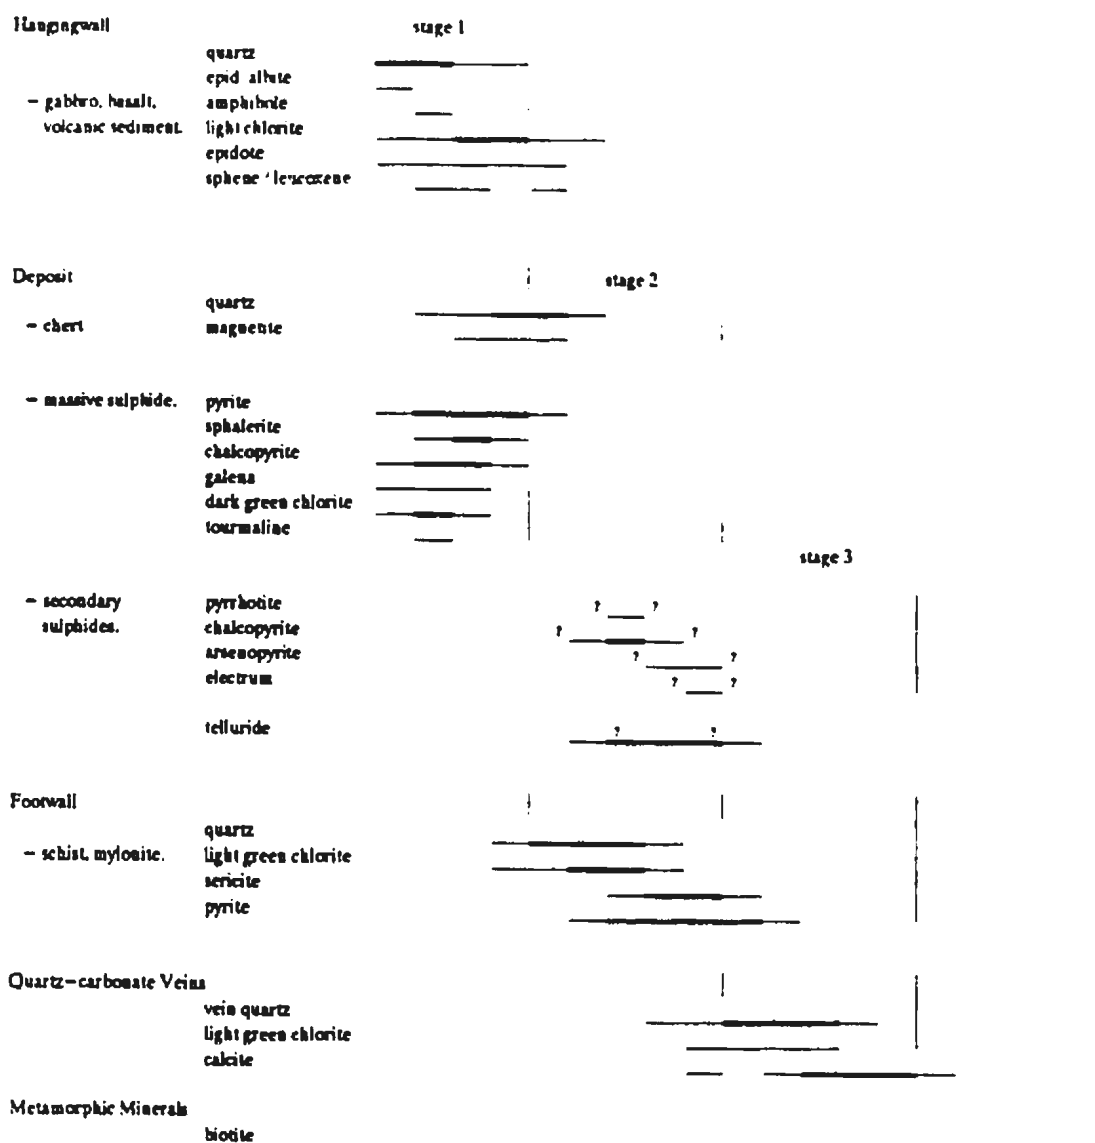 Hangingwall
stage 1
quartz
epid albite
– gabbro, basalt,
amphibole
volcanic sediment.
light chlorite
epidote
sphene / leucoxene
Deposit
stage 2
quartz
– chert
magnetite
– massive sulphide.
pyrite
sphalerite
chalcopyrite
galena
dark green chlorite
tourmaline
stage 3
– secondary
pyrrhotite
? ?
sulphides.
chalcopyrite
? ?
arsenopyrite
? ?
electrum
? ?
telluride
? ?
Footwall
quartz
– schist, mylonite.
light green chlorite
sericite
pyrite
Quartz–carbonate Veins
vein quartz
light green chlorite
calcite
Metamorphic Minerals
biotite